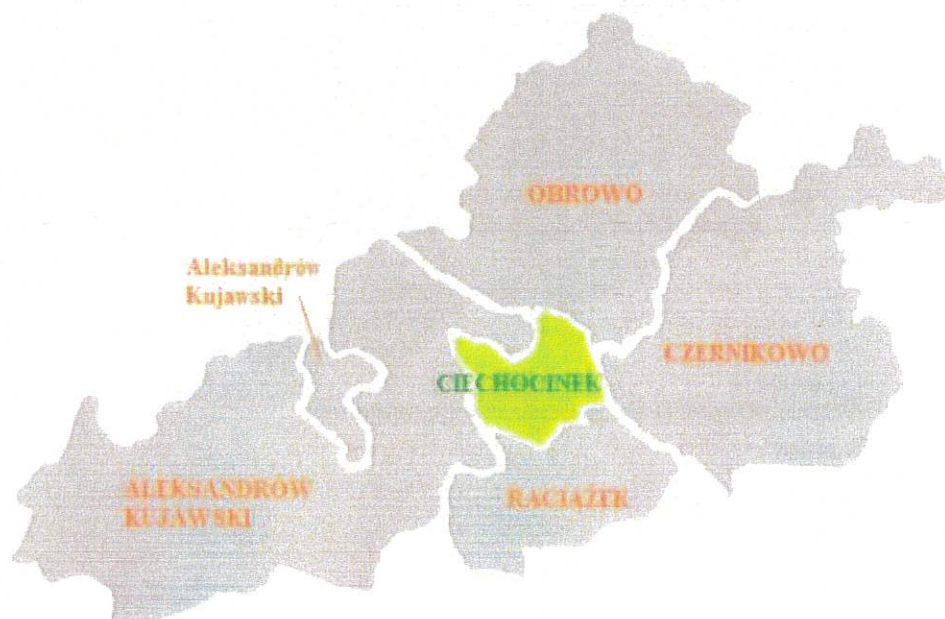 OBROWO
Aleksandrów
Kujawski
CZERNIKOWO
CIECHOCINEK
ALEKSANDRÓW
KUJAWSKI
RACIĄŻEK